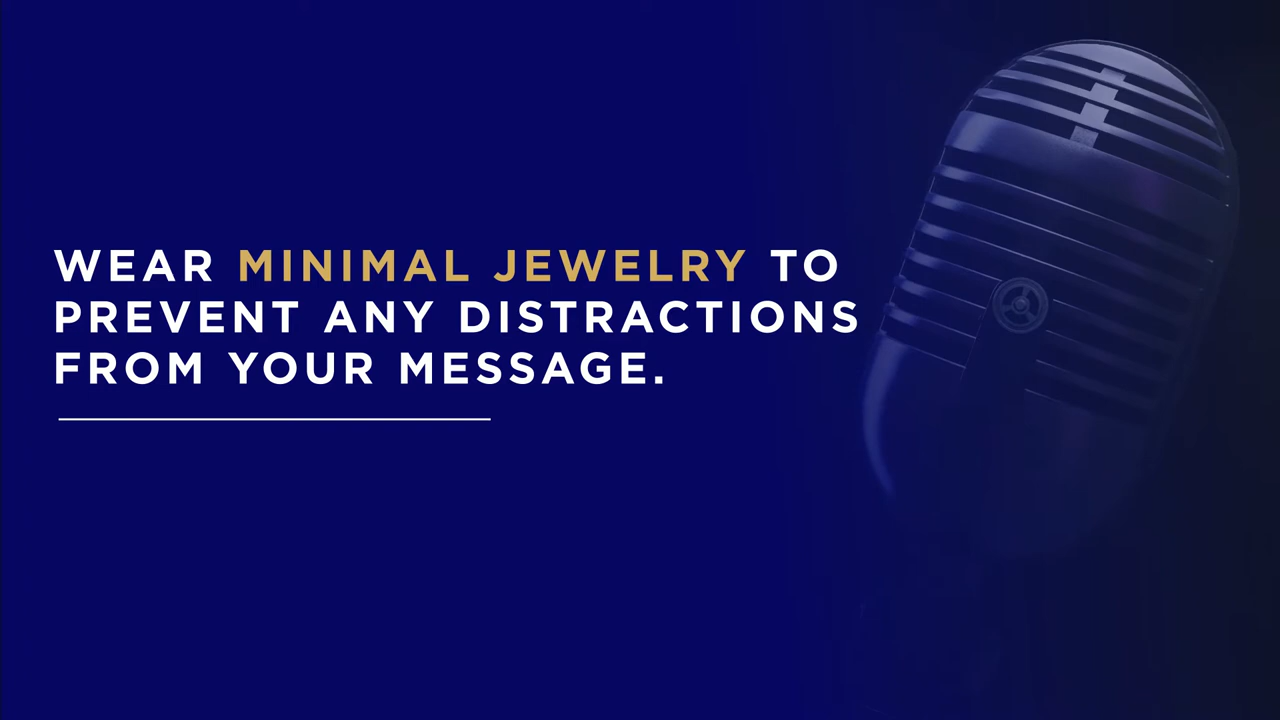 WEAR MINIMAL JEWELRY TO
PREVENT ANY DISTRACTIONS
FROM YOUR MESSAGE.